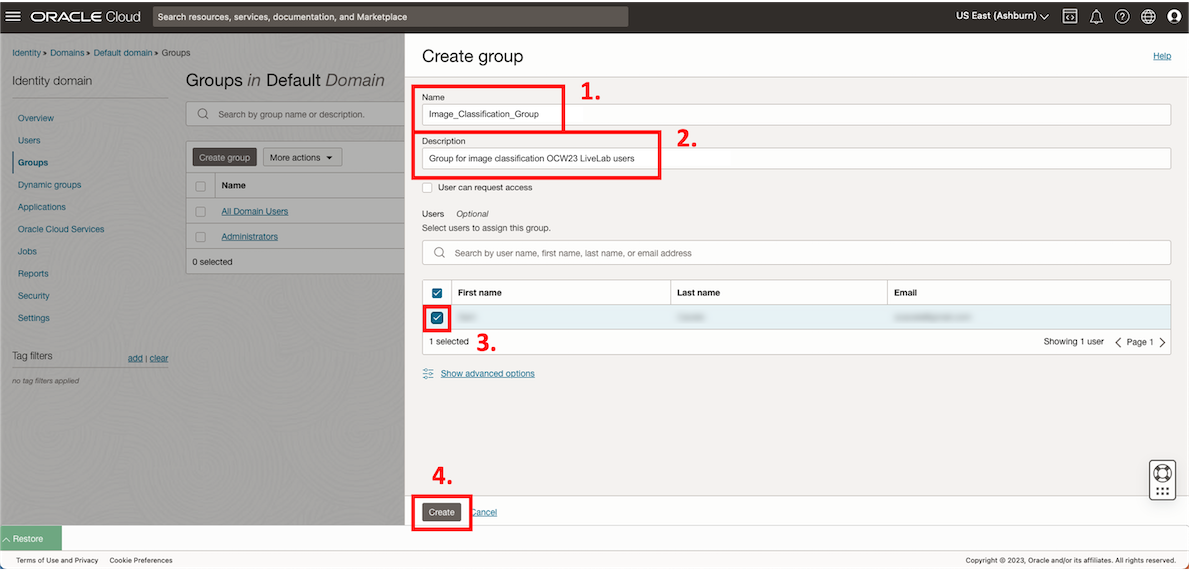 ORACLE Cloud
Search resources, services, documentation, and Marketplace
US East (Ashburn)
Identity » Domains » Default domain » Groups
Identity domain
Overview
Users
Groups
Dynamic groups
Applications
Oracle Cloud Services
Jobs
Reports
Security
Settings
Tag filters
add | clear
no tag filters applied
Groups in Default Domain
Search by group name or description.
Create group
More actions
Name
All Domain Users
Administrators
0 selected
Create group
Help
1.
Name
Image_Classification_Group
2.
Description
Group for image classification OCW23 LiveLab users
User can request access
Users Optional
Select users to assign this group.
Search by user name, first name, last name, or email address
First name Last name Email
1 selected
3.
Showing 1 user
Page 1
Show advanced options
4.
Create
Cancel
Restore
Terms of Use and Privacy Cookie Preferences
Copyright © 2023, Oracle and/or its affiliates. All rights reserved.